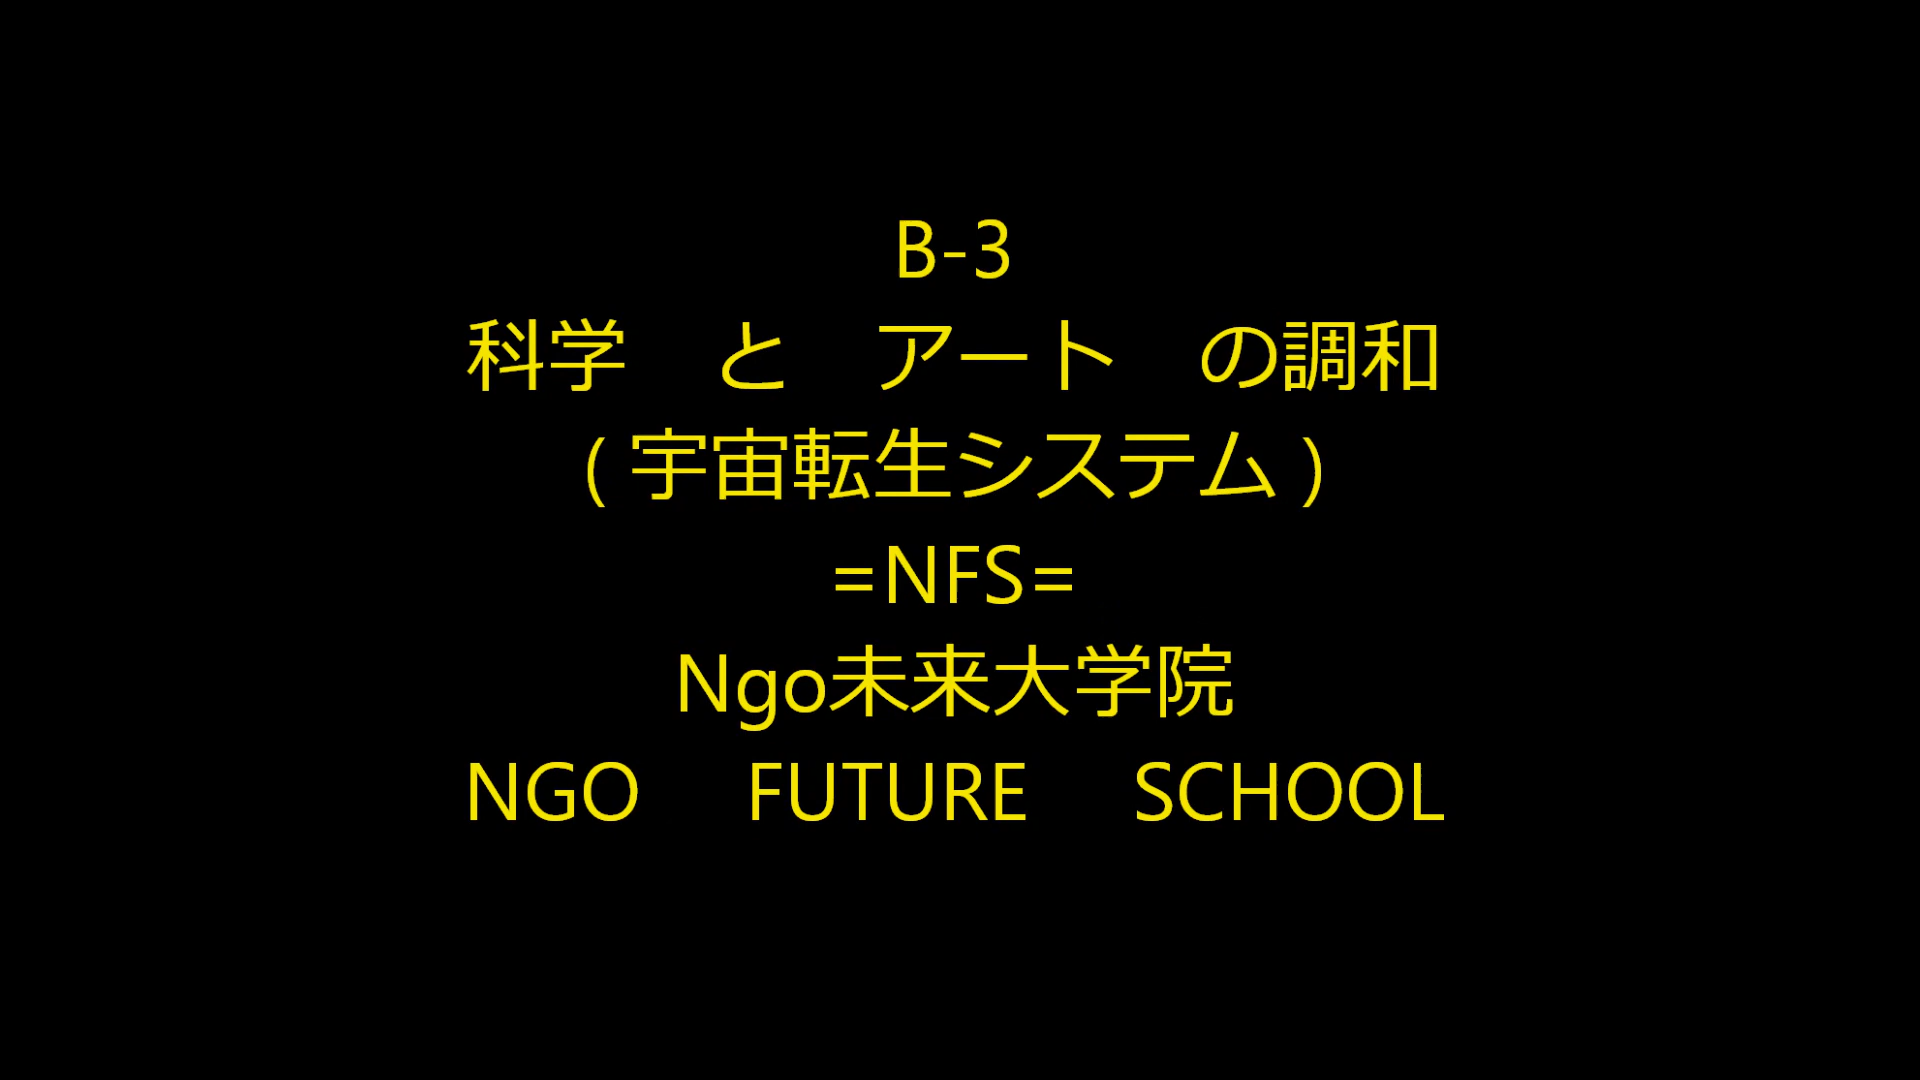 B-3
科学　と　アート　の調和
( 宇宙転生システム )
=NFS=
Ngo未来大学院
NGO　FUTURE　SCHOOL